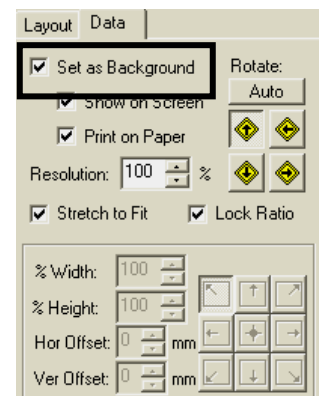 Layout Data
Set as Background Rotate:
Auto
Show on Screen
Print on Paper
Resolution: 100 %
Stretch to Fit Lock Ratio
% Width: 100
% Height: 100
Hor Offset: 0 mm
Ver Offset: 0 mm